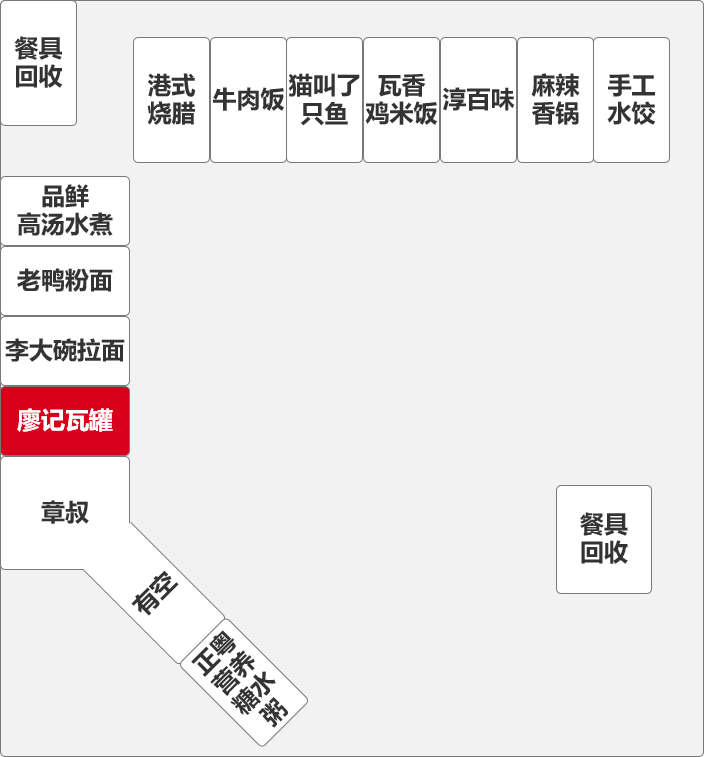 餐具
回收
港式
烧腊
牛肉饭
猫叫了
只鱼
瓦香
鸡米饭
淳百味
麻辣
香锅
手工
水饺
品鲜
高汤水煮
老鸭粉面
李大碗拉面
廖记瓦罐
章叔
有空
正粤
营养
糖水
粥
餐具
回收